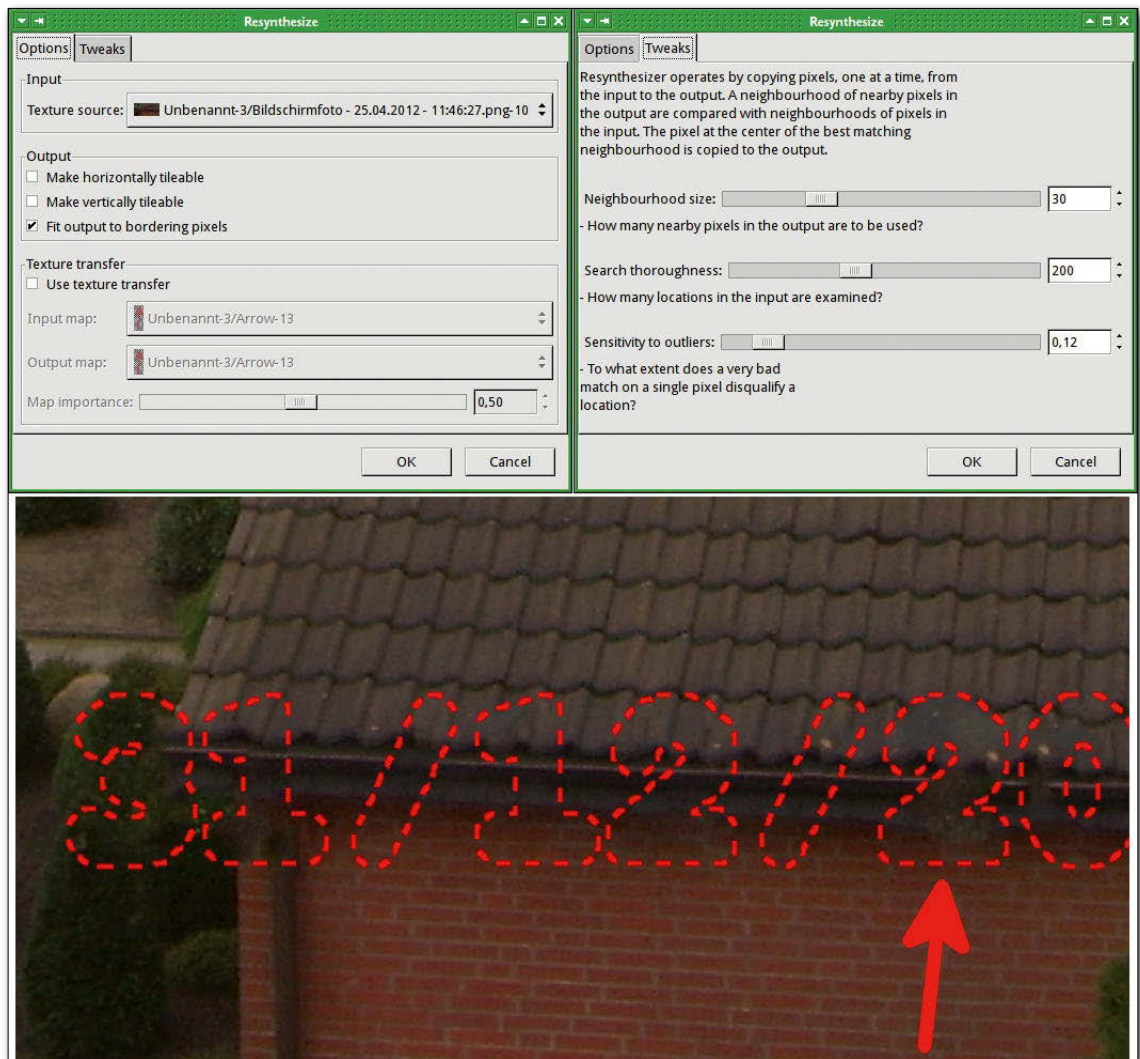 Resynthesize
Options Tweaks
Input
Texture source: Unbenannt-3/Bildschirmfoto - 25.04.2012 - 11:46:27.png-10
Output
Make horizontally tileable
Make vertically tileable
Fit output to bordering pixels
Texture transfer
Use texture transfer
Input map: Unbenannt-3/Arrow-13
Output map: Unbenannt-3/Arrow-13
Map importance: 0,50
OK Cancel
Resynthesize
Options Tweaks
Resynthesizer operates by copying pixels, one at a time, from
the input to the output. A neighbourhood of nearby pixels in
the output are compared with neighbourhoods of pixels in
the input. The pixel at the center of the best matching
neighbourhood is copied to the output.
Neighbourhood size: 30
- How many nearby pixels in the output are to be used?
Search thoroughness: 200
- How many locations in the input are examined?
Sensitivity to outliers: 0,12
- To what extent does a very bad
match on a single pixel disqualify a
location?
OK Cancel
31/12/20